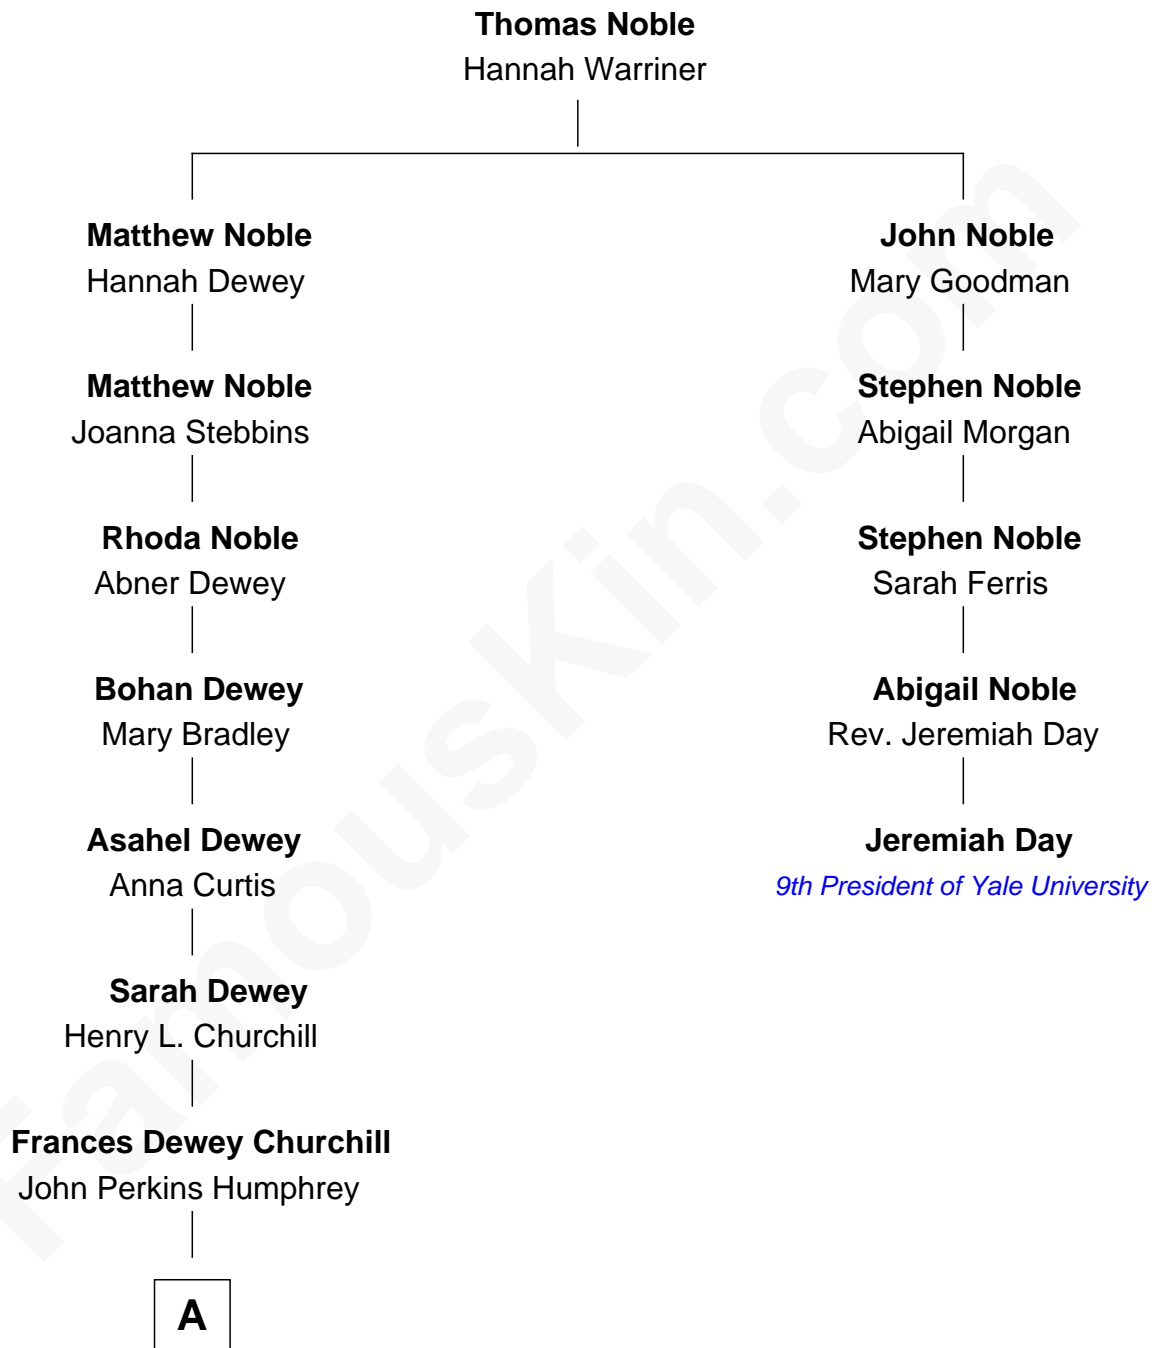 Thomas Noble
Hannah Warriner
Matthew Noble
Hannah Dewey
John Noble
Mary Goodman
Matthew Noble
Joanna Stebbins
Stephen Noble
Abigail Morgan
Rhoda Noble
Abner Dewey
Stephen Noble
Sarah Ferris
Bohan Dewey
Mary Bradley
Abigail Noble
Rev. Jeremiah Day
Asahel Dewey
Anna Curtis
Jeremiah Day
9th President of Yale University
Sarah Dewey
Henry L. Churchill
Frances Dewey Churchill
John Perkins Humphrey
A
FamousKin.com